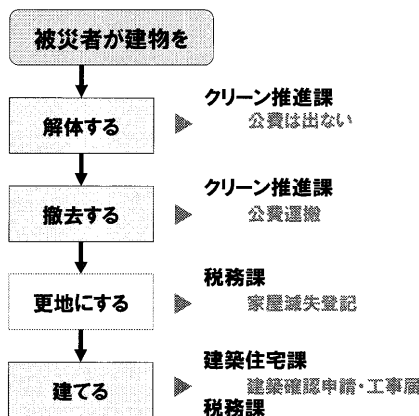 被災者が建物を
解体する
クリーン推進課
公費は出ない
撤去する
クリーン推進課
公費運搬
更地にする
税務課
家屋滅失登記
建てる
建築住宅課
建築確認申請・工事届
税務課